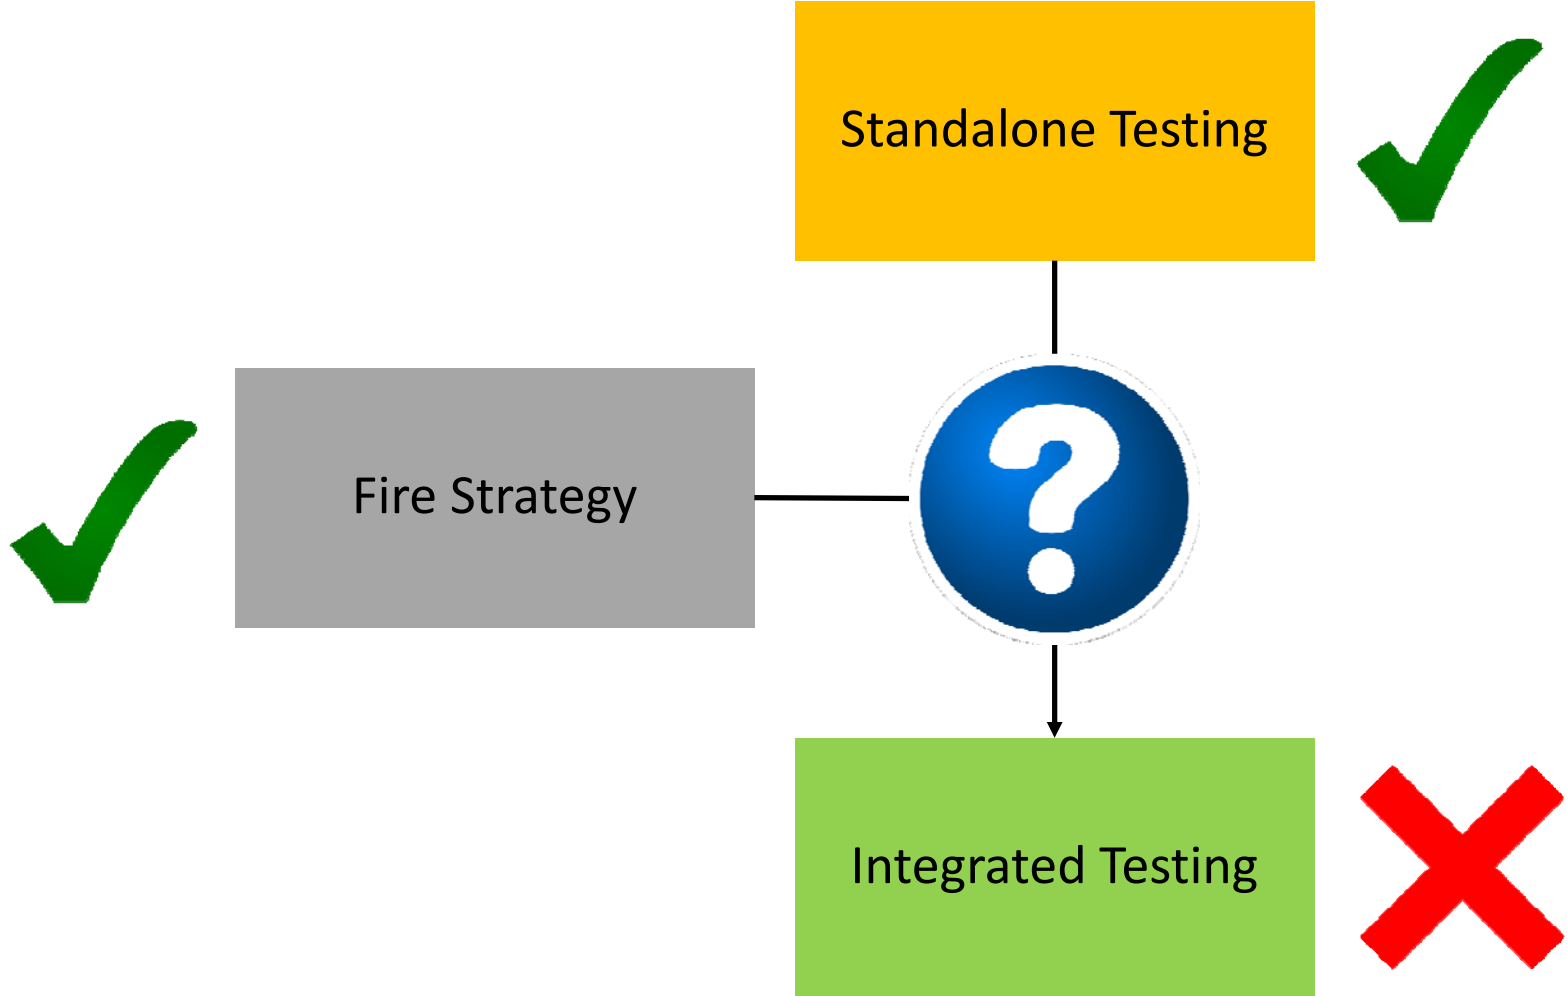 Standalone Testing
Fire Strategy
?
Integrated Testing